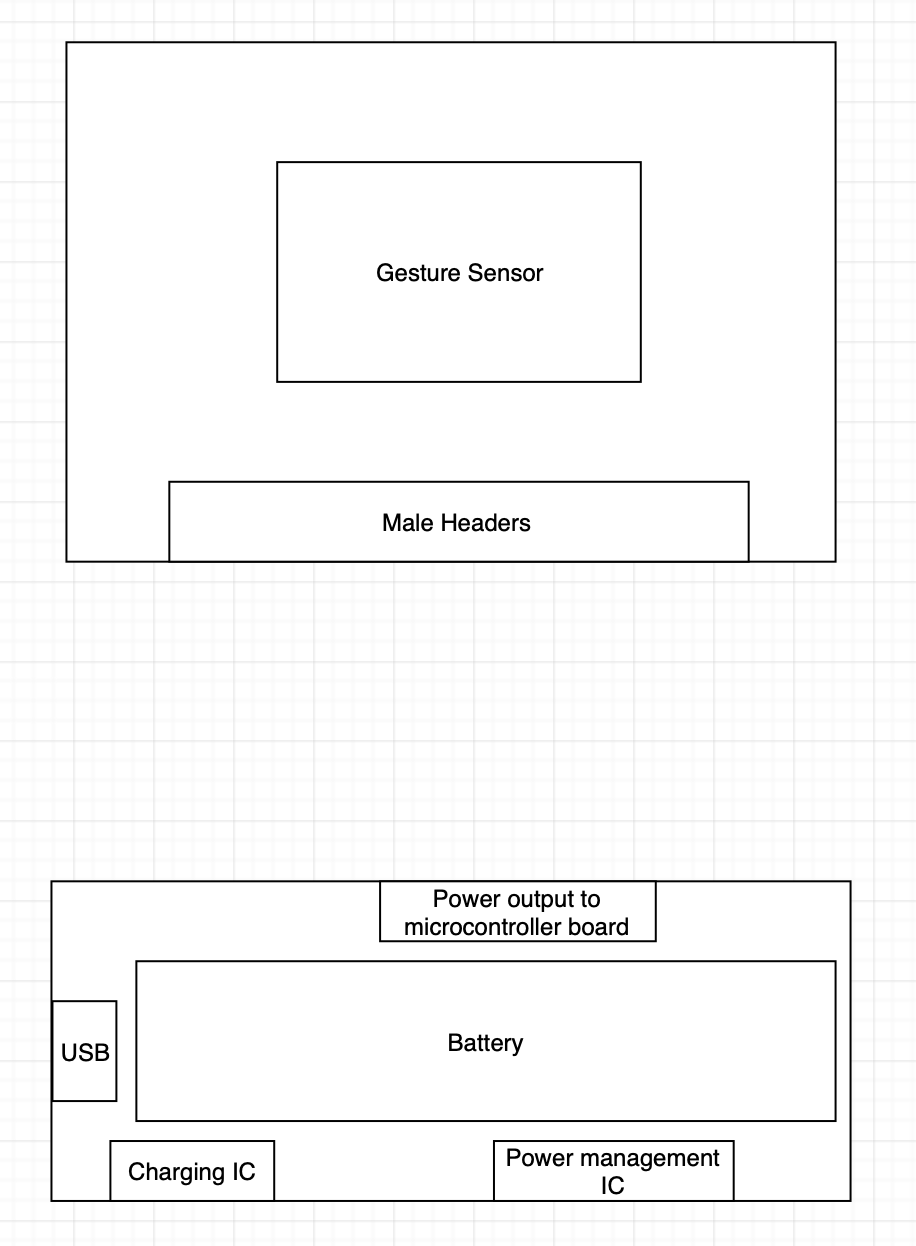 Gesture Sensor
Male Headers
Power output to
microcontroller board
USB
Battery
Charging IC
Power management
IC